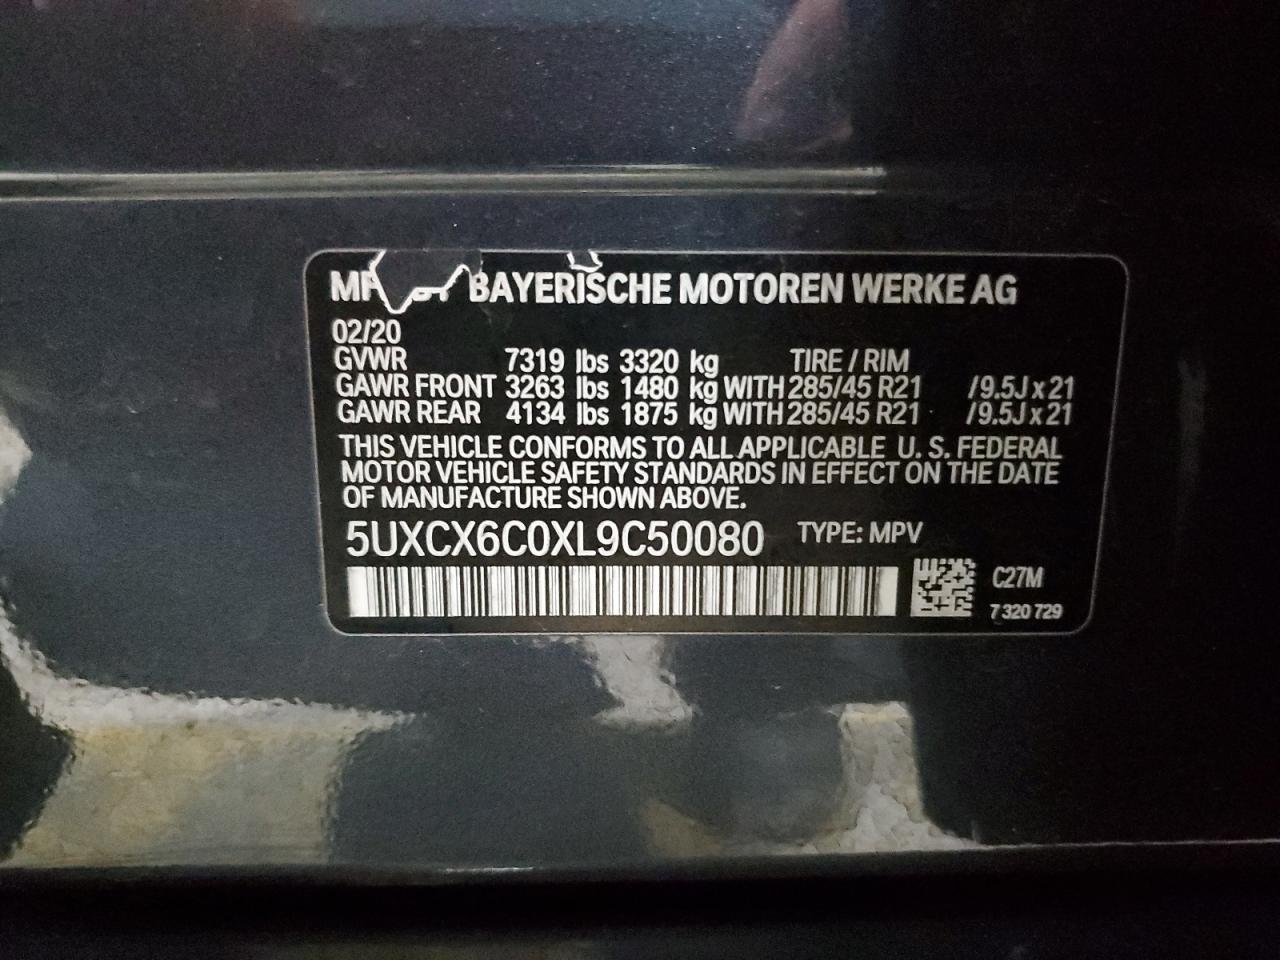 BAYERISCHE MOTOREN WERKE AG
02/20
GVWR 7319 lbs 3320 kg TIRE / RIM
GAWR FRONT 3263 lbs 1480 kg WITH 285/45 R21 /9.5J x 21
GAWR REAR 4134 lbs 1875 kg WITH 285/45 R21 /9.5J x 21
THIS VEHICLE CONFORMS TO ALL APPLICABLE U. S. FEDERAL
MOTOR VEHICLE SAFETY STANDARDS IN EFFECT ON THE DATE
OF MANUFACTURE SHOWN ABOVE.
5UXCX6C0XL9C50080 TYPE: MPV
C27M
7 320 729